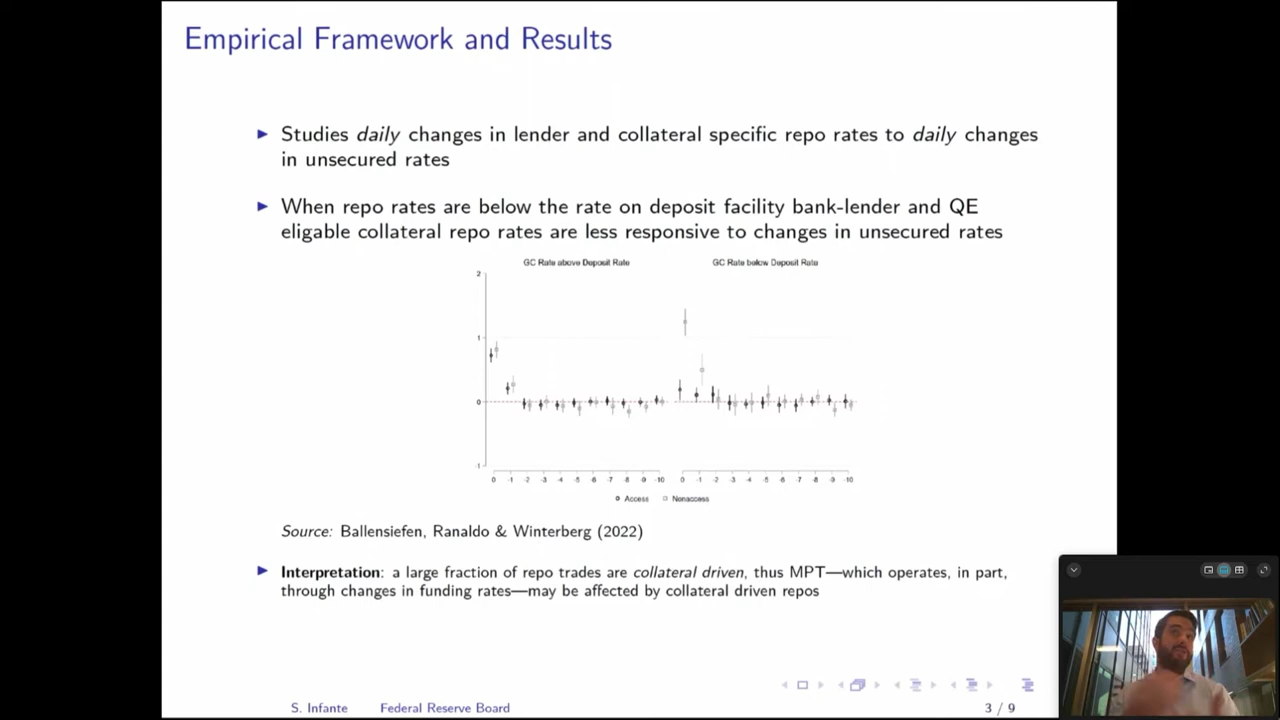 Empirical Framework and Results
Studies daily changes in lender and collateral specific repo rates to daily changes
in unsecured rates
When repo rates are below the rate on deposit facility bank-lender and QE
eligable collateral repo rates are less responsive to changes in unsecured rates
GC Rate above Deposit Rate GC Rate below Deposit Rate
2
1
0
-1
0 -1 -2 -3 -4 -5 -6 -7 -8 -9 -10 0 -1 -2 -3 -4 -5 -6 -7 -8 -9 -10
Access Nonaccess
Source: Ballensiefen, Ranaldo & Winterberg (2022)
Interpretation: a large fraction of repo trades are collateral driven, thus MPT—which operates, in part,
through changes in funding rates—may be affected by collateral driven repos
S. Infante Federal Reserve Board 3 / 9